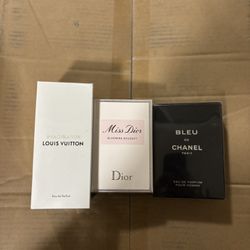 LOUIS VUITTON
Eau de Parfum
Miss Dior
BLOOMING BOUQUET
Dior
BLEU
DE
CHANEL
PARIS
EAU DE PARFUM
POUR HOMME